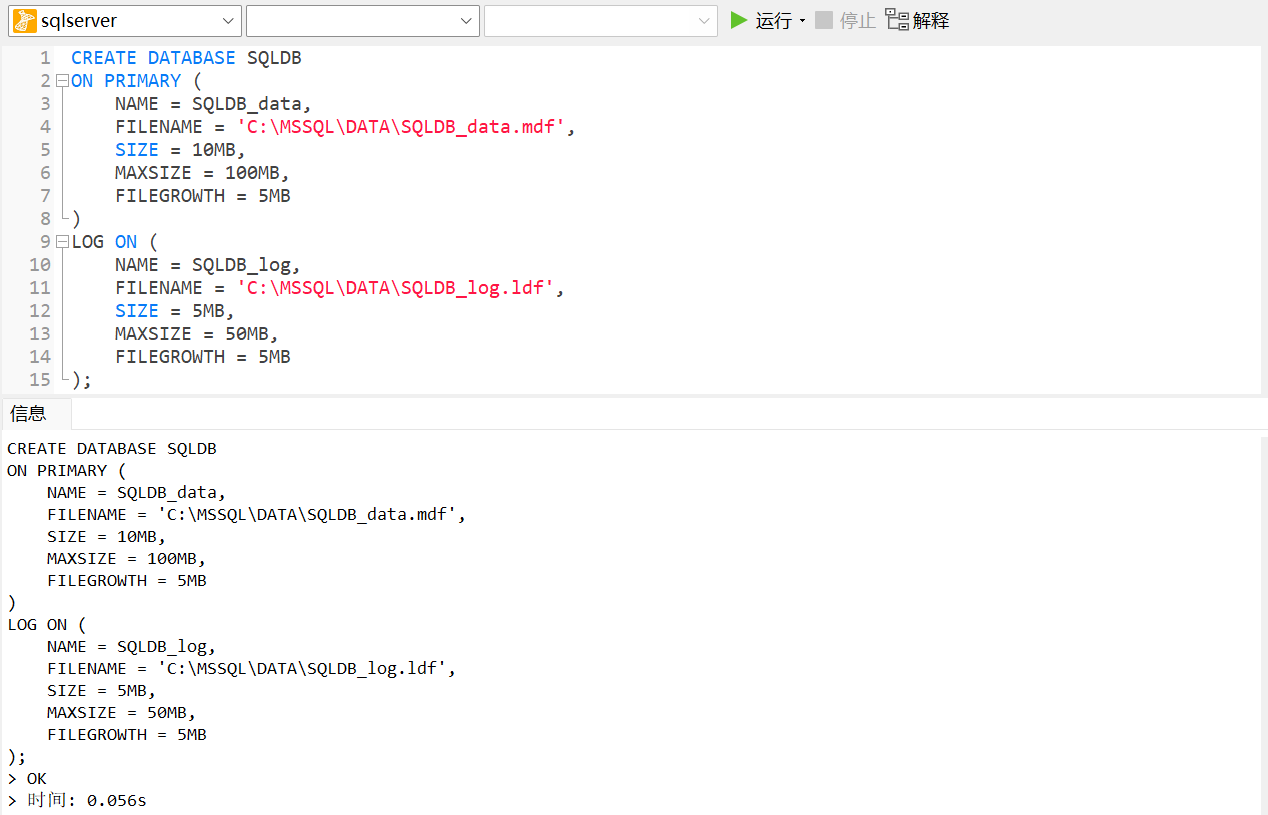 sqlserver 运行 停止 解释
1 CREATE DATABASE SQLDB
2 ON PRIMARY (
3     NAME = SQLDB_data,
4     FILENAME = 'C:\MSSQL\DATA\SQLDB_data.mdf',
5     SIZE = 10MB,
6     MAXSIZE = 100MB,
7     FILEGROWTH = 5MB
8 )
9 LOG ON (
10     NAME = SQLDB_log,
11     FILENAME = 'C:\MSSQL\DATA\SQLDB_log.ldf',
12     SIZE = 5MB,
13     MAXSIZE = 50MB,
14     FILEGROWTH = 5MB
15 );
信息
CREATE DATABASE SQLDB
ON PRIMARY (
    NAME = SQLDB_data,
    FILENAME = 'C:\MSSQL\DATA\SQLDB_data.mdf',
    SIZE = 10MB,
    MAXSIZE = 100MB,
    FILEGROWTH = 5MB
)
LOG ON (
    NAME = SQLDB_log,
    FILENAME = 'C:\MSSQL\DATA\SQLDB_log.ldf',
    SIZE = 5MB,
    MAXSIZE = 50MB,
    FILEGROWTH = 5MB
);
> OK
> 时间: 0.056s